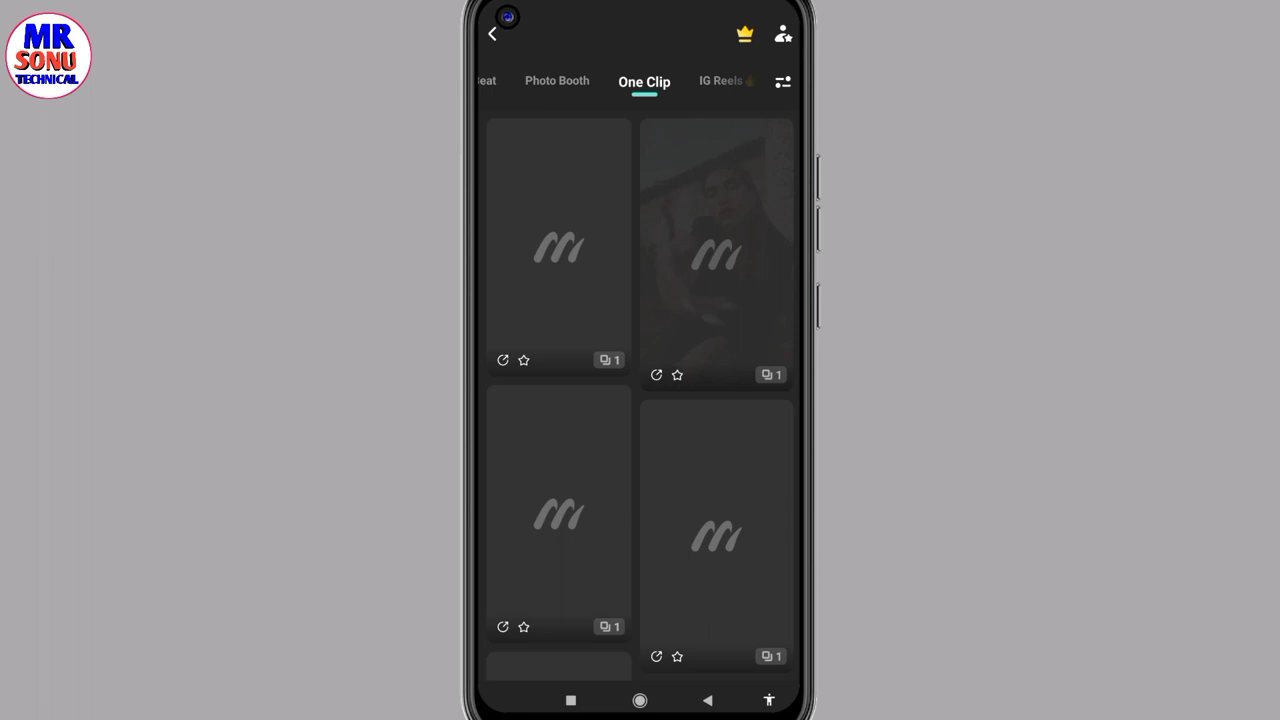 MR
SONU
TECHNICAL
eat
Photo Booth
One Clip
IG Reels
1
1
1
1